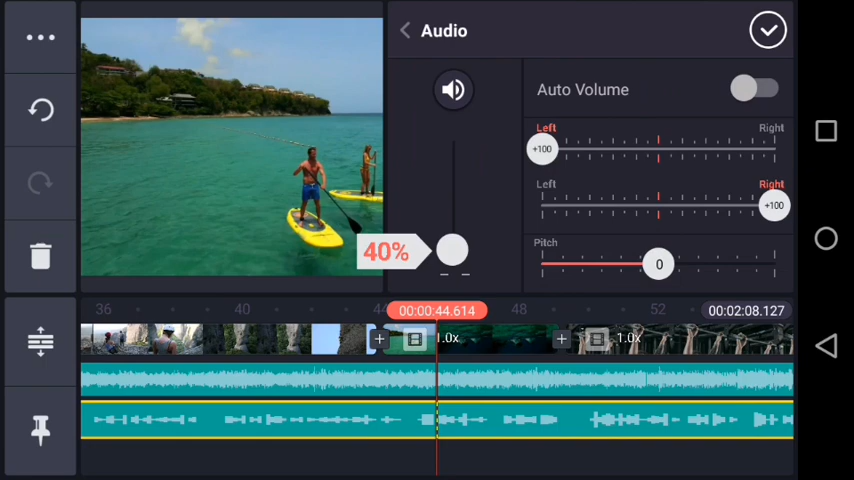 Audio
Auto Volume
Left Right
+100
Left Right
+100
40%
Pitch
0
36 40 44 48 52
00:00:44.614
00:02:08.127
1.0x 1.0x